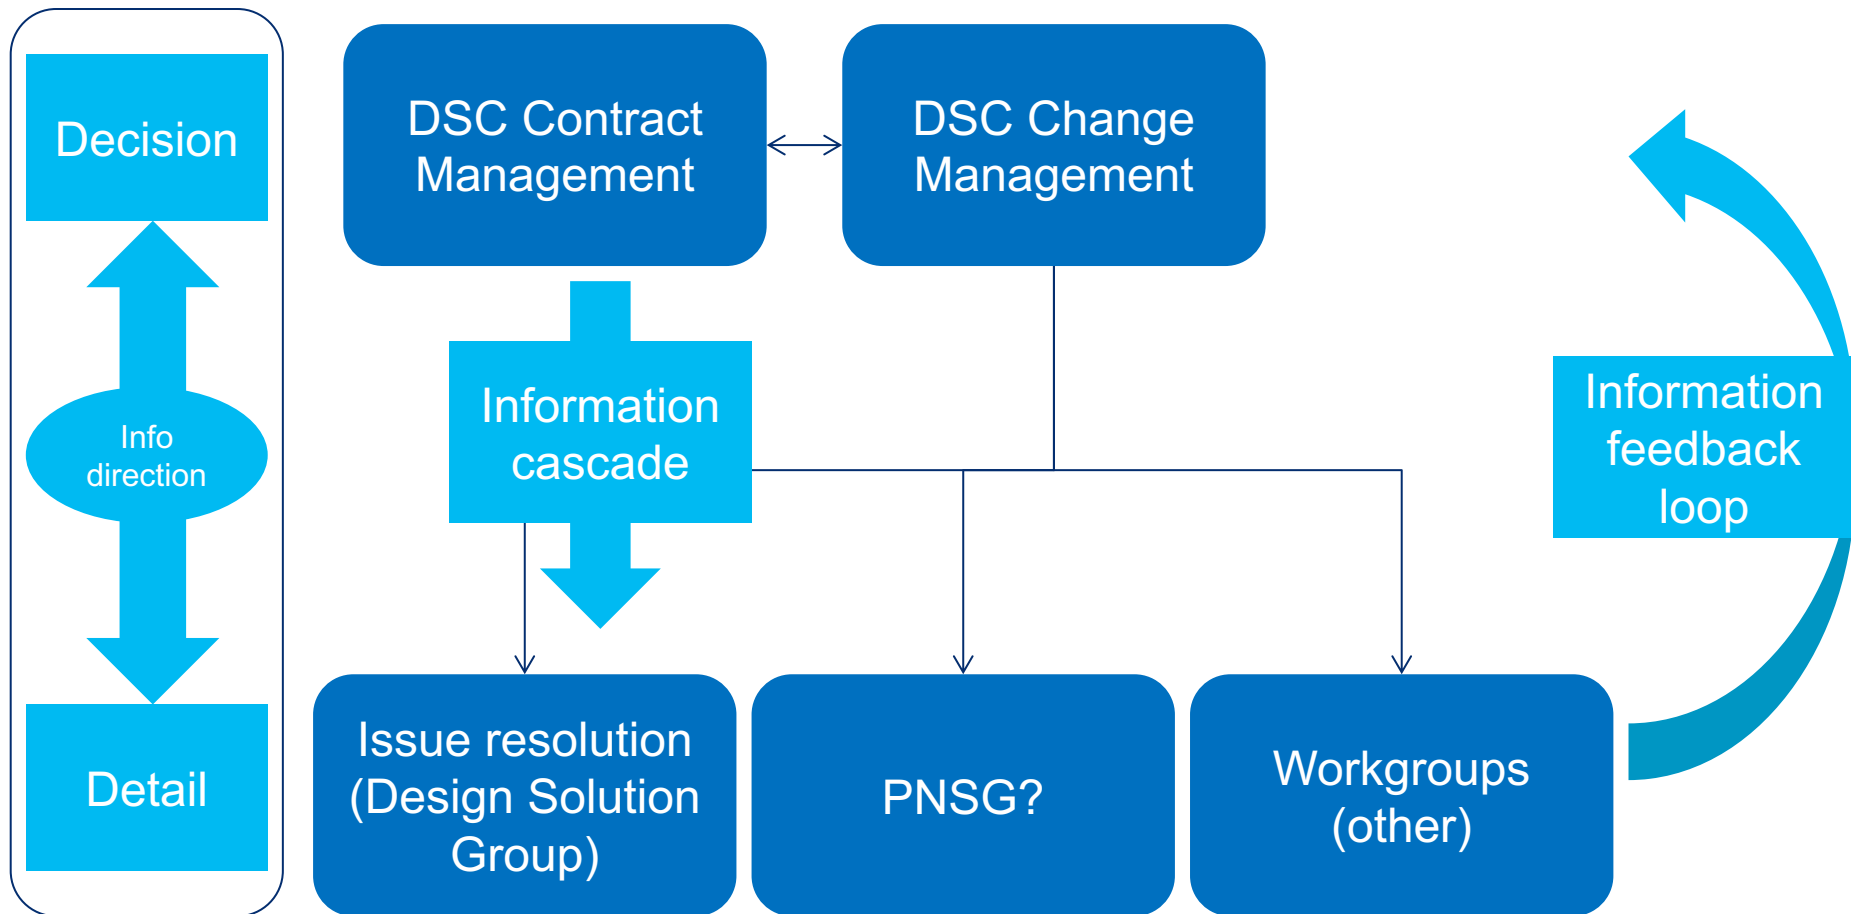 Decision
Info
direction
Detail
DSC Contract
Management
DSC Change
Management
Information
cascade
Information
feedback
loop
Issue resolution
(Design Solution
Group)
PNSG?
Workgroups
(other)